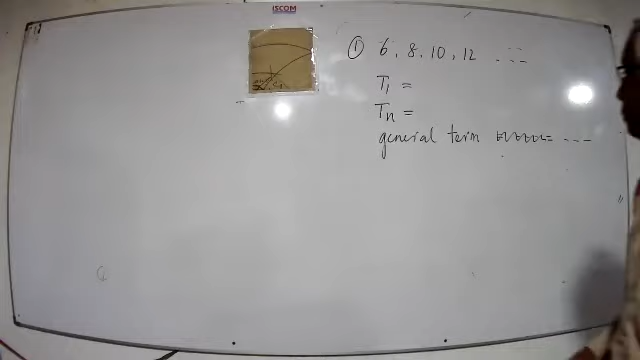 ISCOM
① 6, 8, 10, 12 ...
T₁ =
Tₙ =
general term = ...